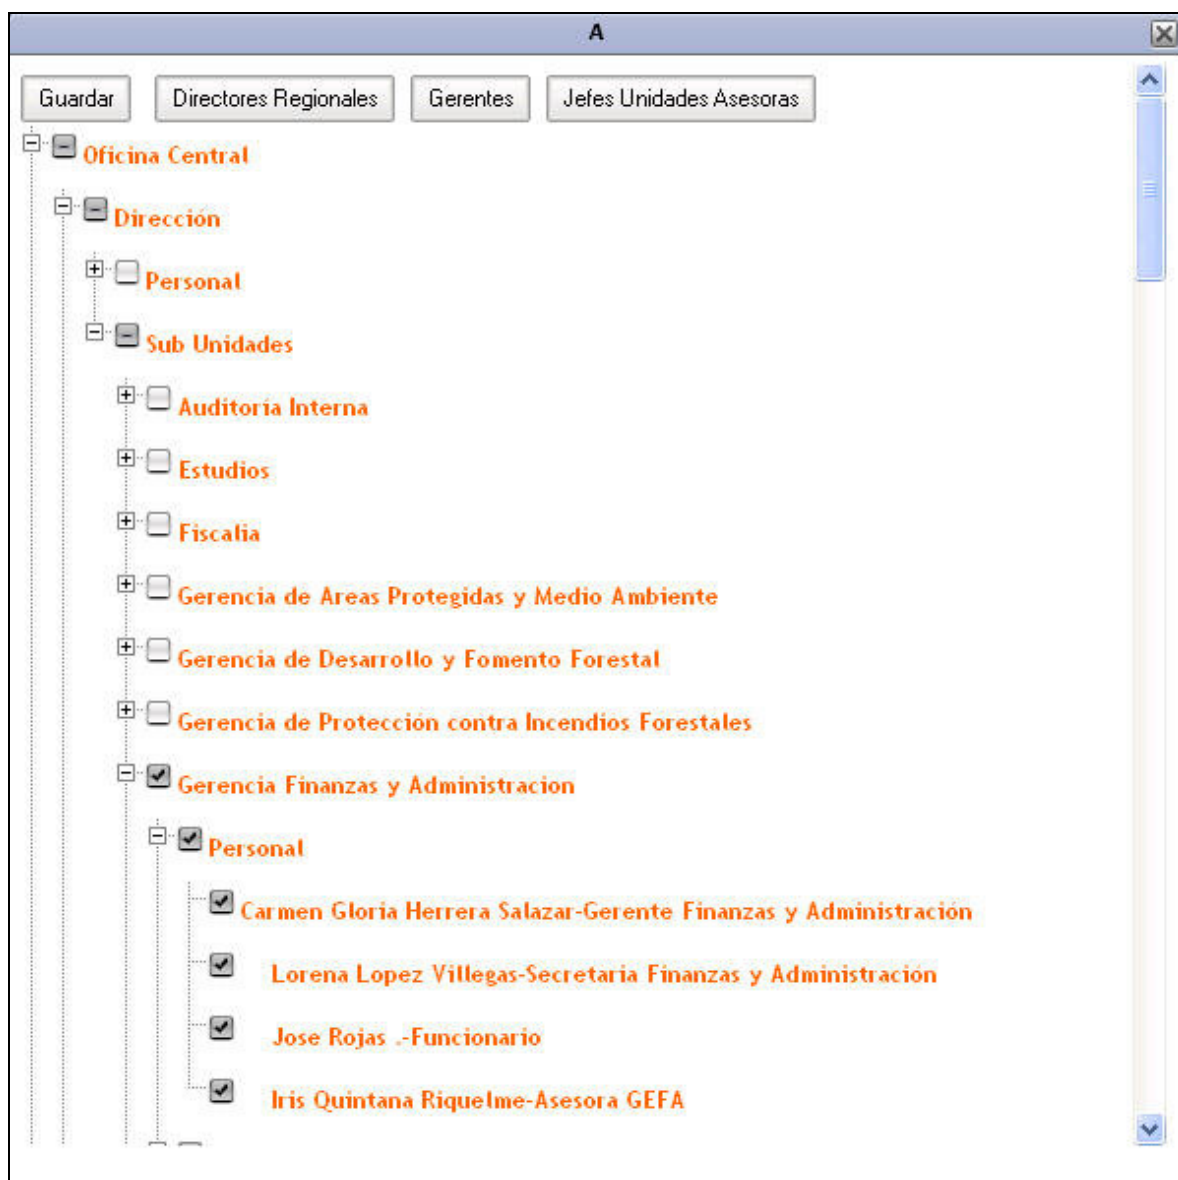 A
Guardar Directores Regionales Gerentes Jefes Unidades Asesoras
Oficina Central
Dirección
Personal
Sub Unidades
Auditoría Interna
Estudios
Fiscalia
Gerencia de Areas Protegidas y Medio Ambiente
Gerencia de Desarrollo y Fomento Forestal
Gerencia de Protección contra Incendios Forestales
Gerencia Finanzas y Administracion
Personal
Carmen Gloria Herrera Salazar-Gerente Finanzas y Administración
Lorena Lopez Villegas-Secretaria Finanzas y Administración
Jose Rojas .-Funcionario
Iris Quintana Riquelme-Asesora GEFA